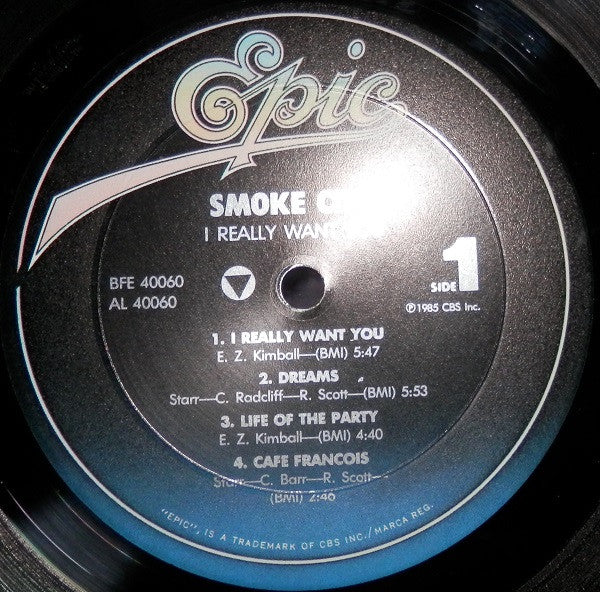 Epic
SMOKE
I REALLY WANT
BFE 40060
AL 40060
SIDE 1
℗1985 CBS Inc.
1. I REALLY WANT YOU
E. Z. Kimball—(BMI) 5:47
2. DREAMS
Starr—C. Radcliff—R. Scott—(BMI) 5:53
3. LIFE OF THE PARTY
E. Z. Kimball—(BMI) 4:40
4. CAFE FRANCOIS
Starr—C. Barr—R. Scott—
(BMI) 2:46
"EPIC", IS A TRADEMARK OF CBS INC./MARCA REG.